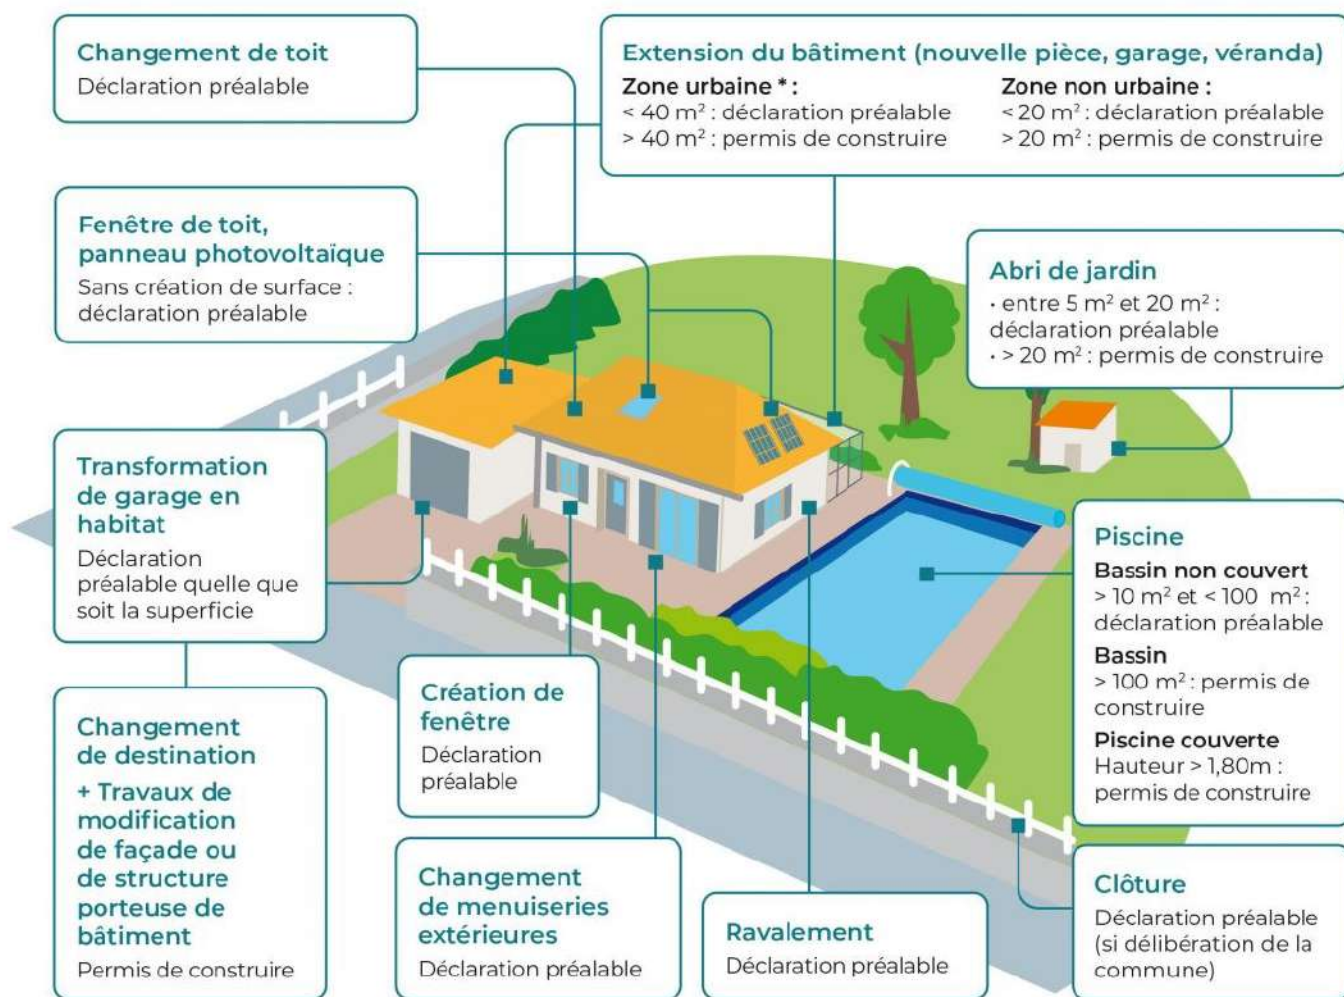 Changement de toit
Déclaration préalable
Extension du bâtiment (nouvelle pièce, garage, véranda)
Zone urbaine * :
< 40 m² : déclaration préalable
> 40 m² : permis de construire
Zone non urbaine :
< 20 m² : déclaration préalable
> 20 m² : permis de construire
Fenêtre de toit,
panneau photovoltaïque
Sans création de surface :
déclaration préalable
Abri de jardin
• entre 5 m² et 20 m² :
déclaration préalable
• > 20 m² : permis de construire
Transformation
de garage en
habitat
Déclaration
préalable quelle que
soit la superficie
Piscine
Bassin non couvert
> 10 m² et < 100 m² :
déclaration préalable
Bassin
> 100 m² : permis de
construire
Piscine couverte
Hauteur > 1,80m :
permis de construire
Changement
de destination
+ Travaux de
modification
de façade ou
de structure
porteuse de
bâtiment
Permis de construire
Création de
fenêtre
Déclaration
préalable
Changement
de menuiseries
extérieures
Déclaration préalable
Ravalement
Déclaration préalable
Clôture
Déclaration préalable
(si délibération de la
commune)